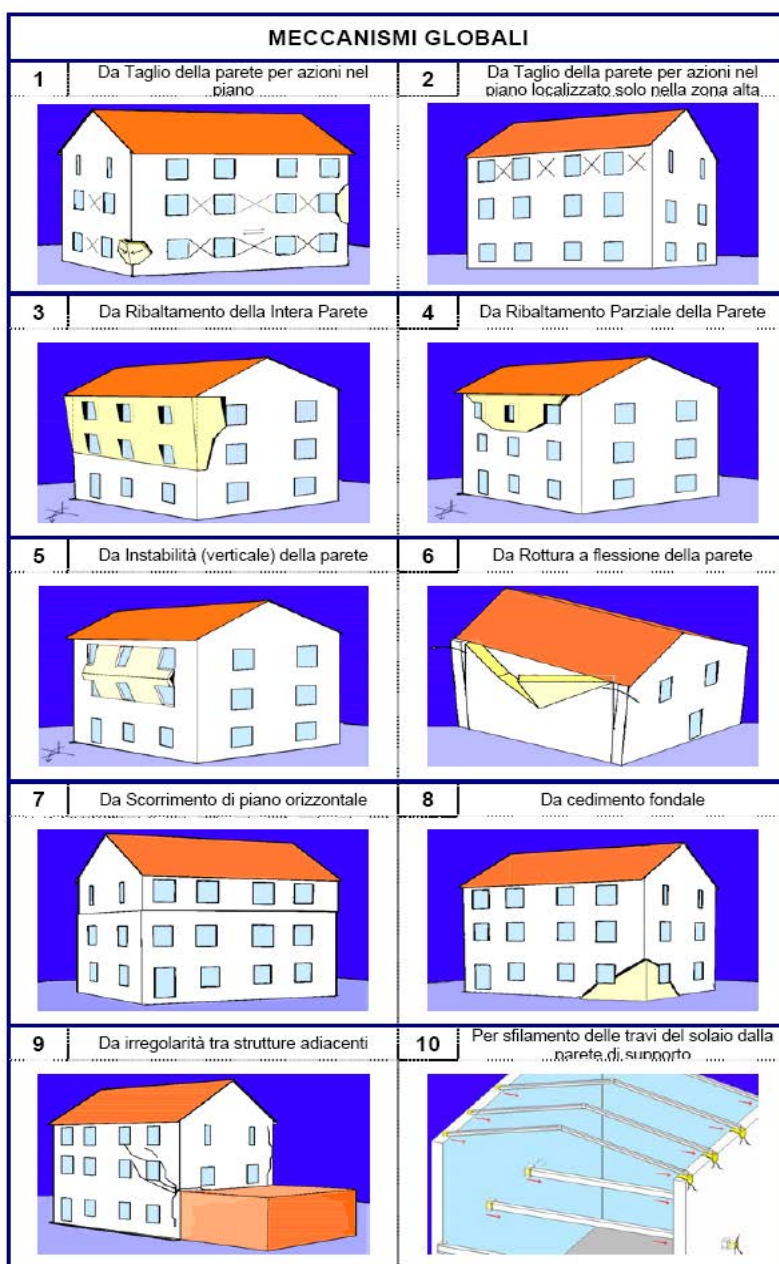 MECCANISMI GLOBALI
1
Da Taglio della parete per azioni nel
piano
2
Da Taglio della parete per azioni nel
piano localizzato solo nella zona alta
3
Da Ribaltamento della Intera Parete
4
Da Ribaltamento Parziale della Parete
5
Da Instabilità (verticale) della parete
6
Da Rottura a flessione della parete
7
Da Scorrimento di piano orizzontale
8
Da cedimento fondale
9
Da irregolarità tra strutture adiacenti
10
Per sfilamento delle travi del solaio dalla
parete di supporto